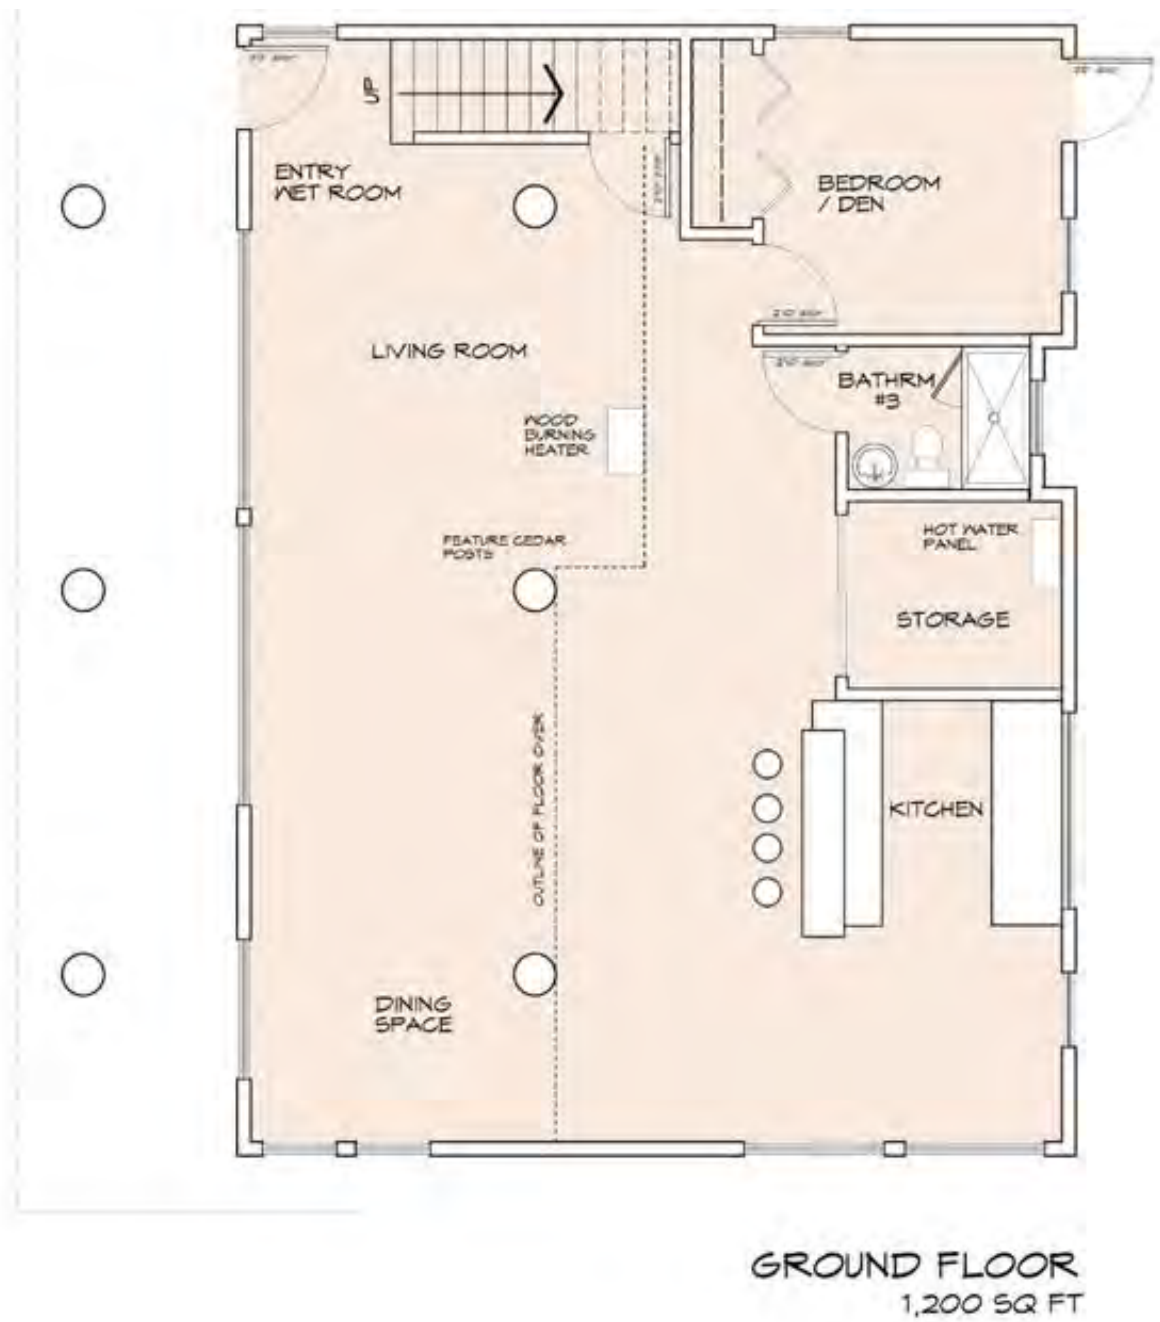 UP
ENTRY
WET ROOM
BEDROOM
/ DEN
LIVING ROOM
BATHRM
#3
WOOD
BURNING
HEATER
FEATURE CEDAR
POSTS
HOT WATER
PANEL
STORAGE
OUTLINE OF FLOOR OVER
KITCHEN
DINING
SPACE
GROUND FLOOR
1,200 SQ FT